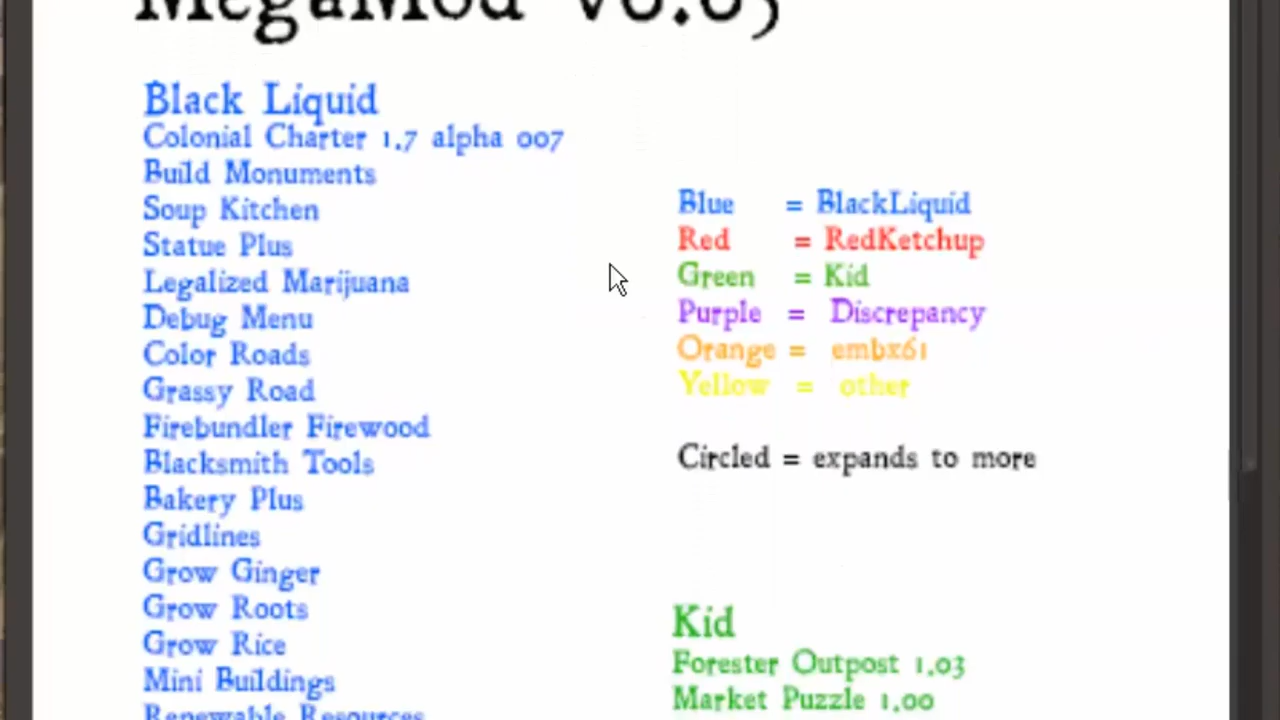 MegaMod v0.03
Black Liquid
Colonial Charter 1.7 alpha 007
Build Monuments
Soup Kitchen
Statue Plus
Legalized Marijuana
Debug Menu
Color Roads
Grassy Road
Firebundler Firewood
Blacksmith Tools
Bakery Plus
Gridlines
Grow Ginger
Grow Roots
Grow Rice
Mini Buildings
Renewable Resources
Blue = BlackLiquid
Red = RedKetchup
Green = Kid
Purple = Discrepancy
Orange = embx61
Yellow = other
Circled = expands to more
Kid
Forester Outpost 1.03
Market Puzzle 1.00